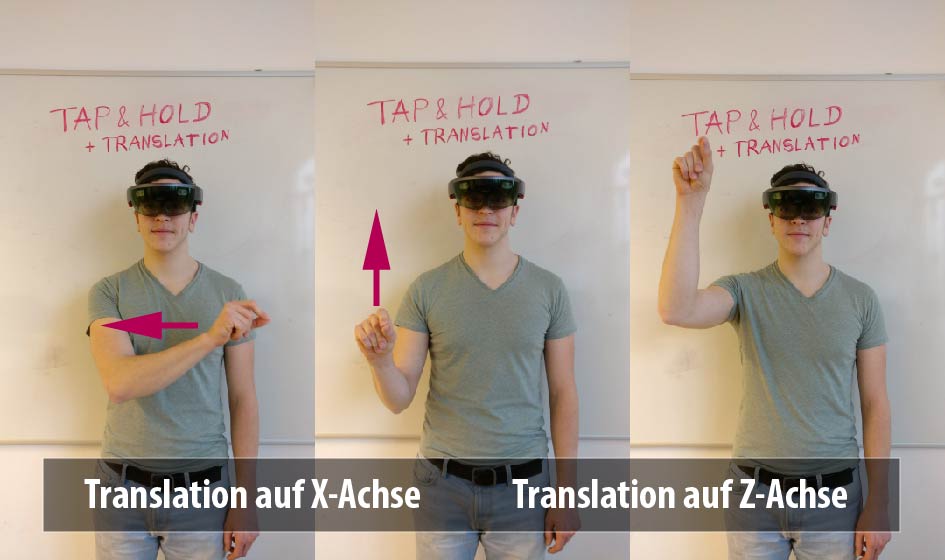 TAP & HOLD
+ TRANSLATION
TAP & HOLD
+ TRANSLATION
TAP & HOLD
+ TRANSLATION
Translation auf X-Achse
Translation auf Z-Achse